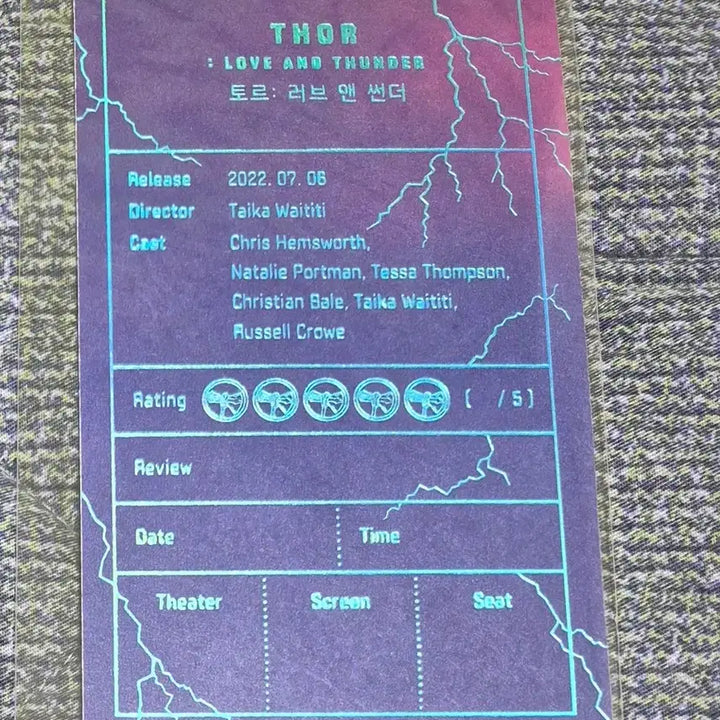 THOR
: LOVE AND THUNDER
토르: 러브 앤 썬더
Release 2022. 07. 06
Director Taika Waititi
Cast Chris Hemsworth,
Natalie Portman, Tessa Thompson,
Christian Bale, Taika Waititi,
Russell Crowe
Rating [ / 5 ]
Review
Date Time
Theater Screen Seat